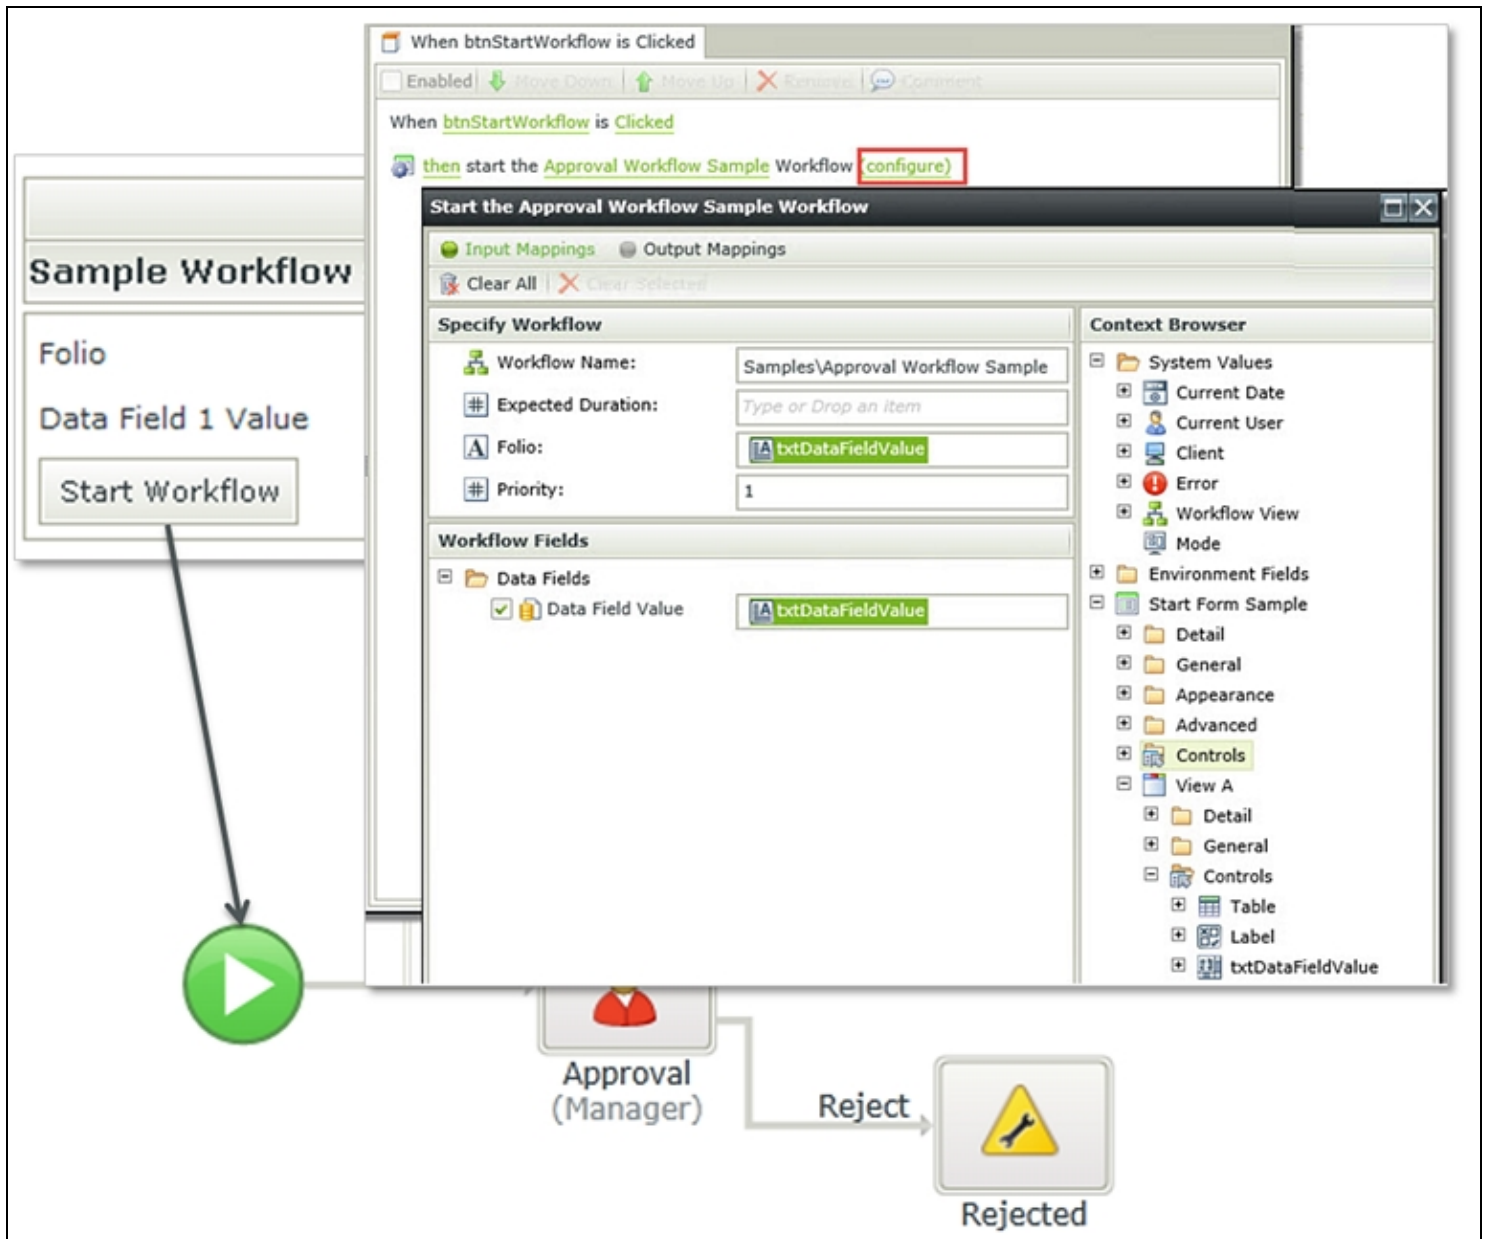 When btnStartWorkflow is Clicked
Enabled Move Down Move Up Remove Comment
When btnStartWorkflow is Clicked
then start the Approval Workflow Sample Workflow (configure)
Start the Approval Workflow Sample Workflow
Input Mappings Output Mappings
Clear All Clear Selected
Specify Workflow
Workflow Name: Samples\Approval Workflow Sample
Expected Duration: Type or Drop an item
Folio: txtDataFieldValue
Priority: 1
Workflow Fields
Data Fields
Data Field Value txtDataFieldValue
Context Browser
System Values
Current Date
Current User
Client
Error
Workflow View
Mode
Environment Fields
Start Form Sample
Detail
General
Appearance
Advanced
Controls
View A
Detail
General
Controls
Table
Label
txtDataFieldValue
Sample Workflow
Folio
Data Field 1 Value
Start Workflow
Approval
(Manager)
Reject
Rejected